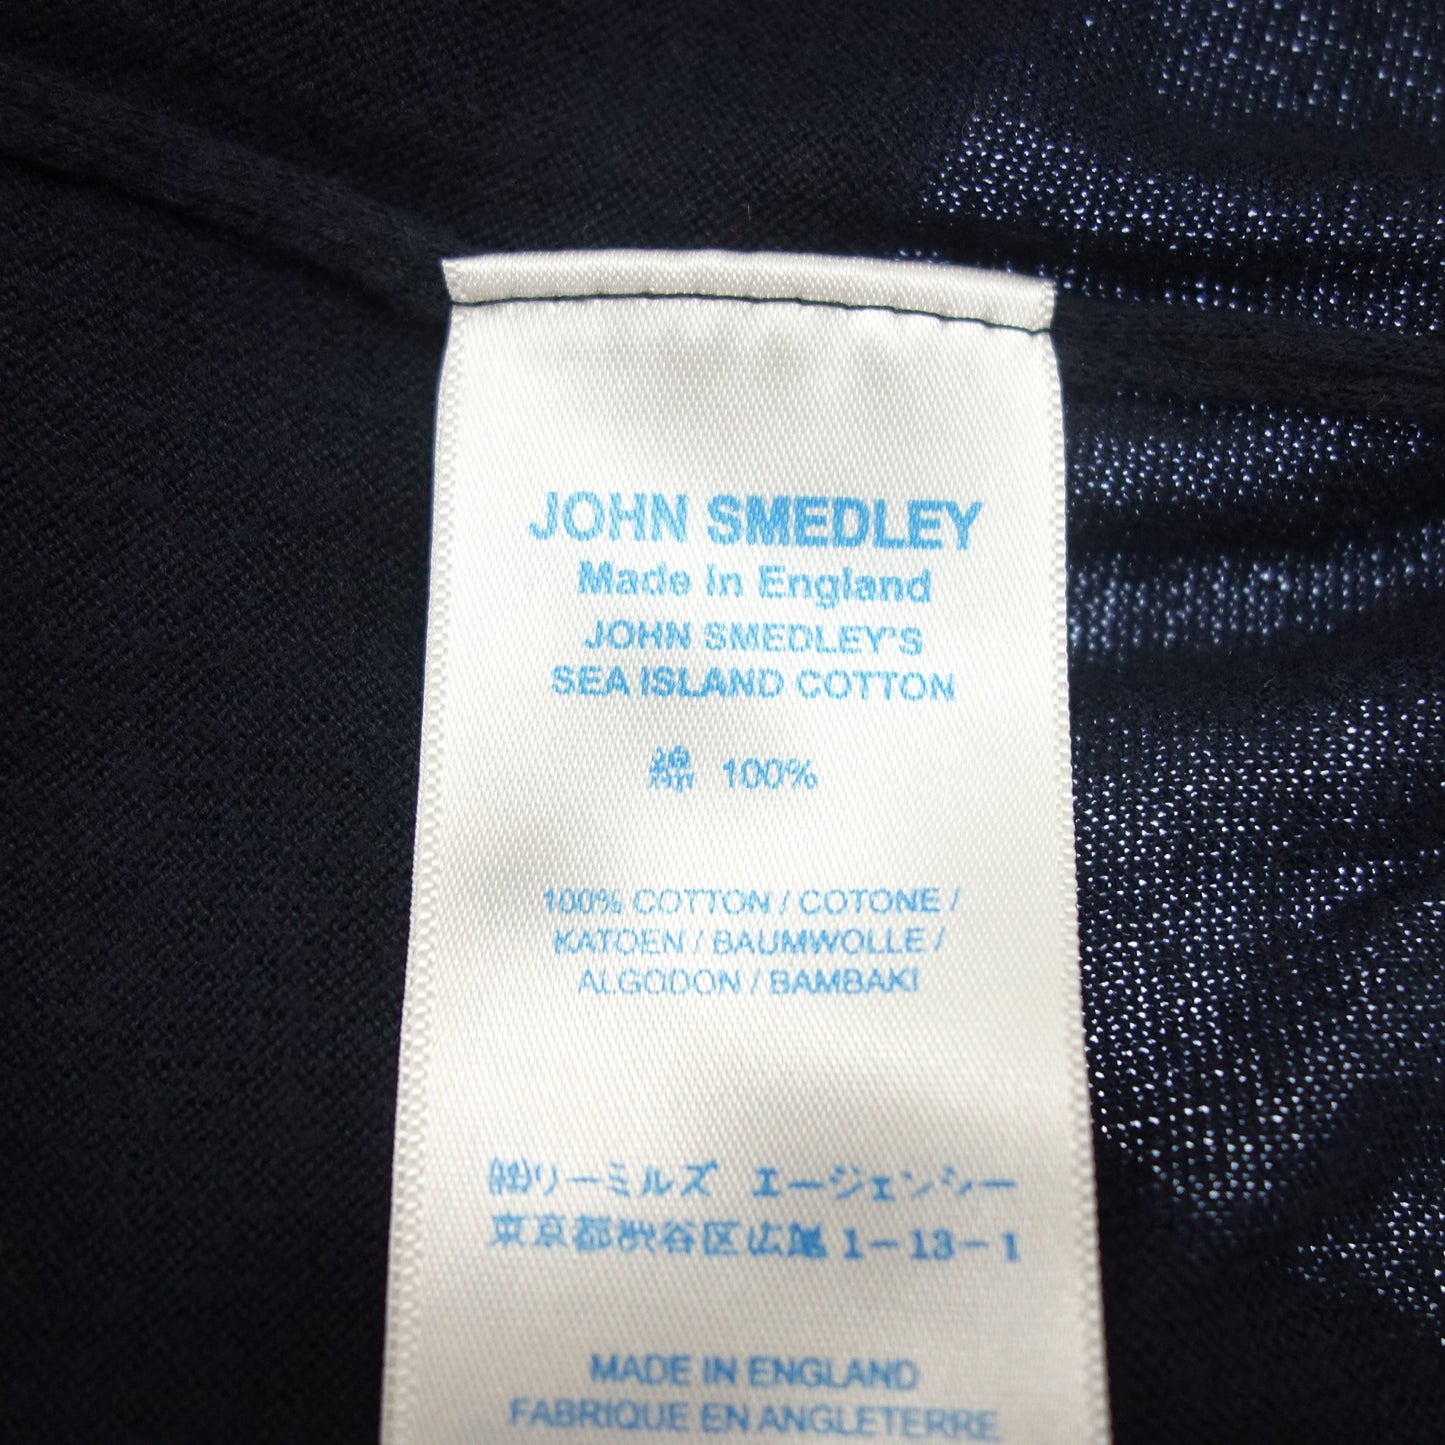 JOHN SMEDLEY
Made in England
JOHN SMEDLEY'S
SEA ISLAND COTTON
綿 100%
100% COTTON / COTONE /
KATOEN / BAUMWOLLE /
ALGODON / BAMBAKI
㈱リーミルズ エージェンシー
東京都渋谷区広尾1-13-1
MADE IN ENGLAND
FABRIQUE EN ANGLETERRE